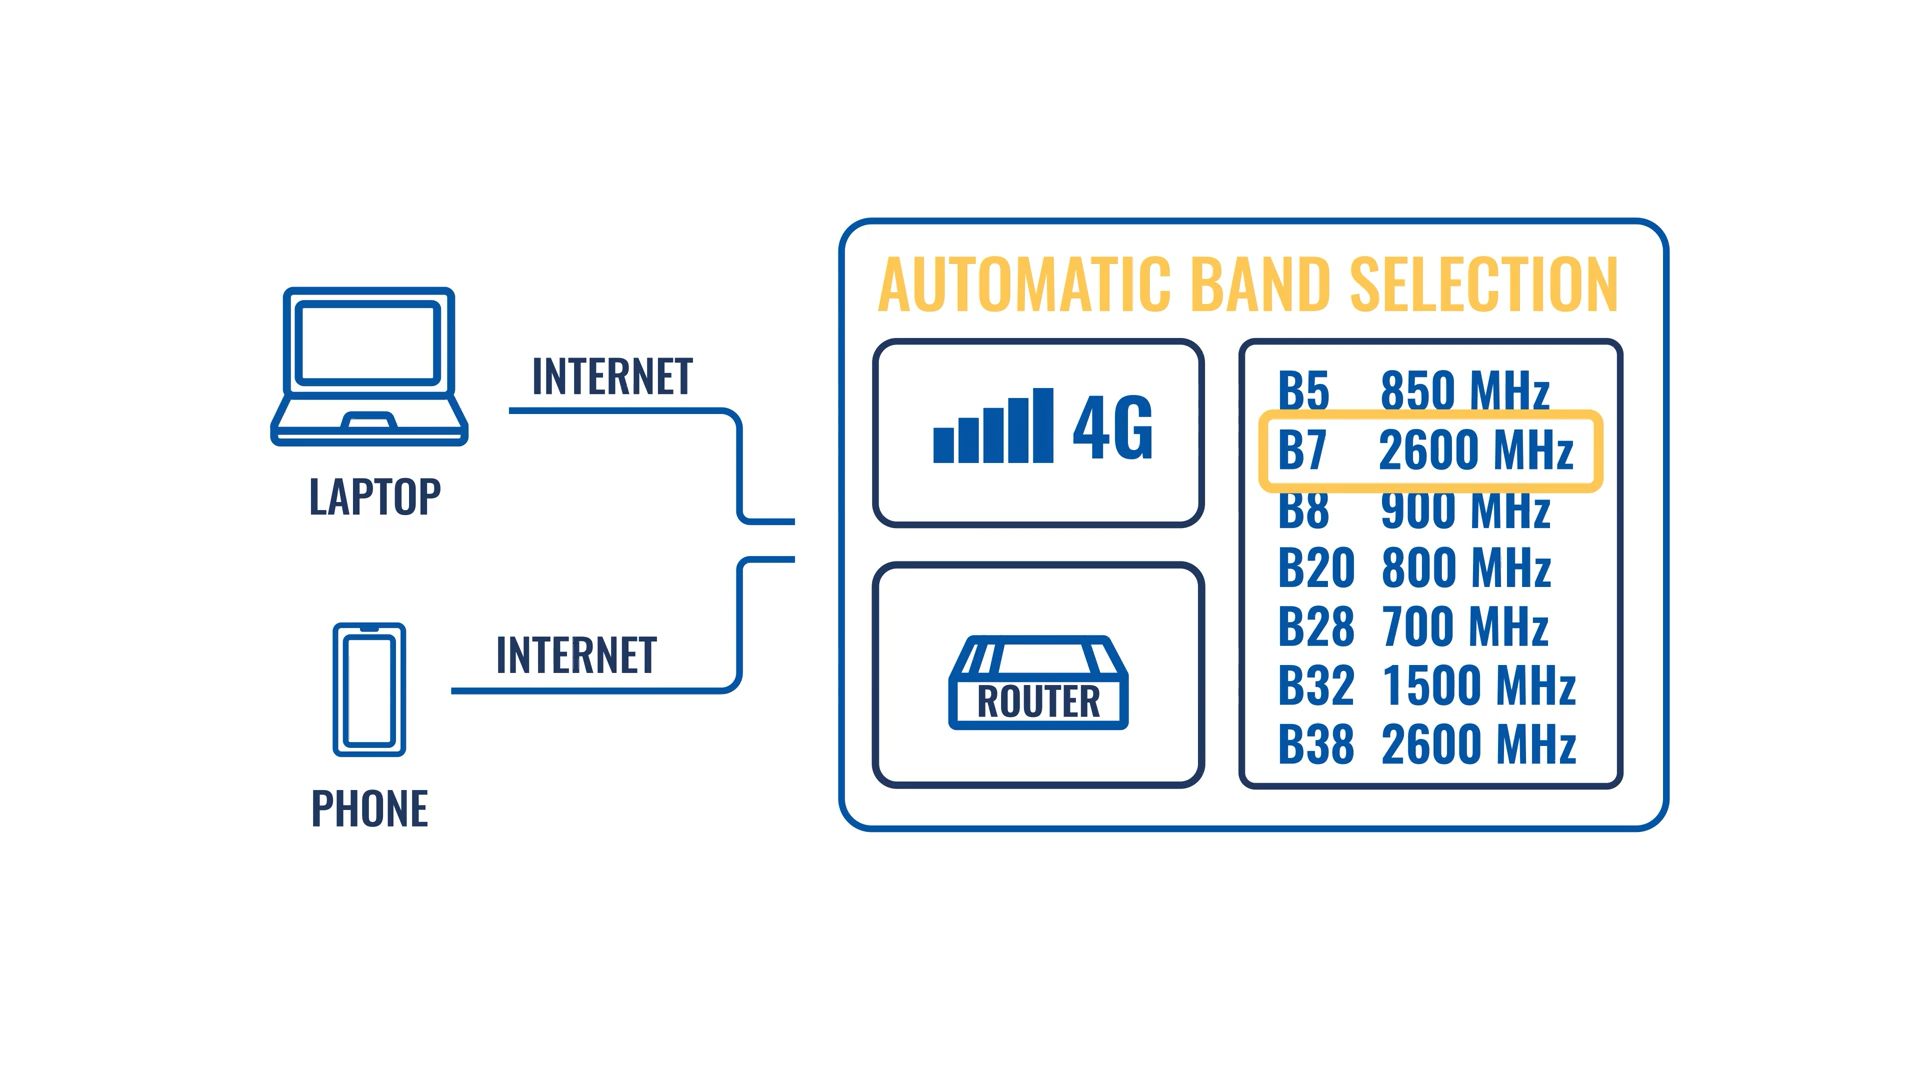 AUTOMATIC BAND SELECTION
INTERNET
LAPTOP
INTERNET
PHONE
4G
ROUTER
B5 850 MHz
B7 2600 MHz
B8 900 MHz
B20 800 MHz
B28 700 MHz
B32 1500 MHz
B38 2600 MHz